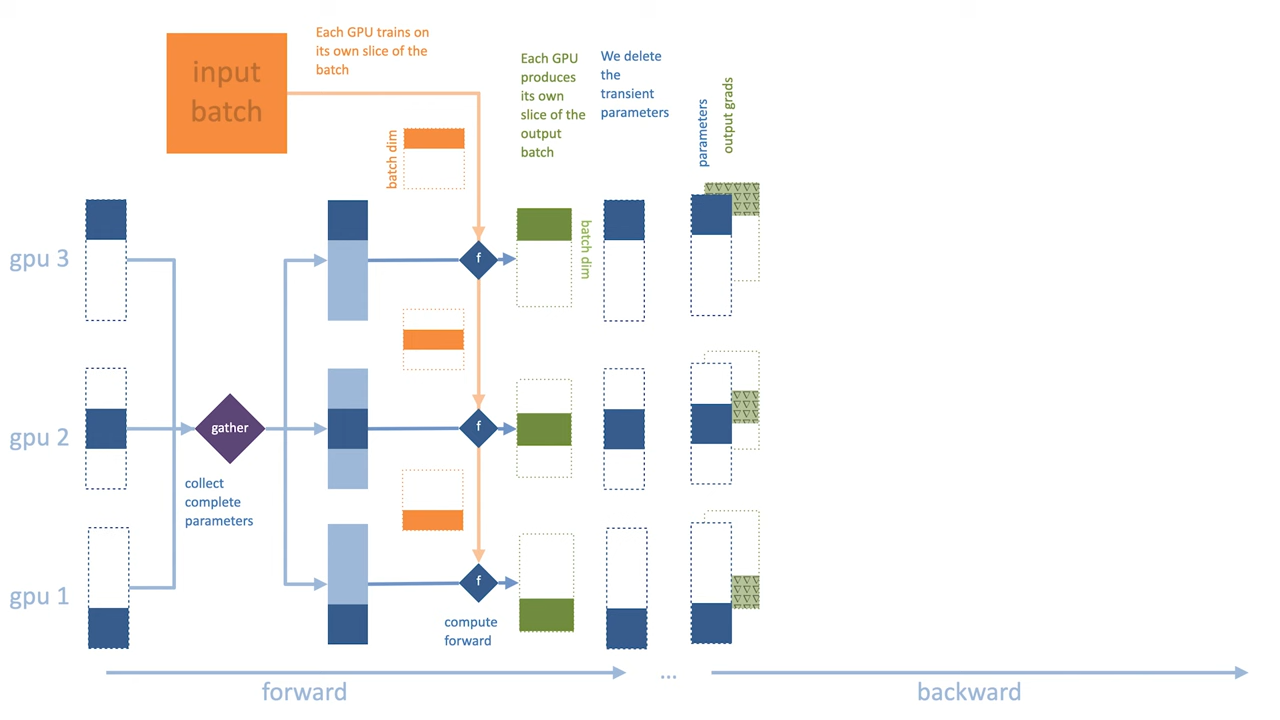 input
batch
Each GPU trains on
its own slice of the
batch
batch dim
Each GPU
produces
its own
slice of the
output
batch
batch dim
We delete
the
transient
parameters
parameters
output grads
gpu 3
f
gpu 2
gather
f
collect
complete
parameters
gpu 1
f
compute
forward
forward
...
backward